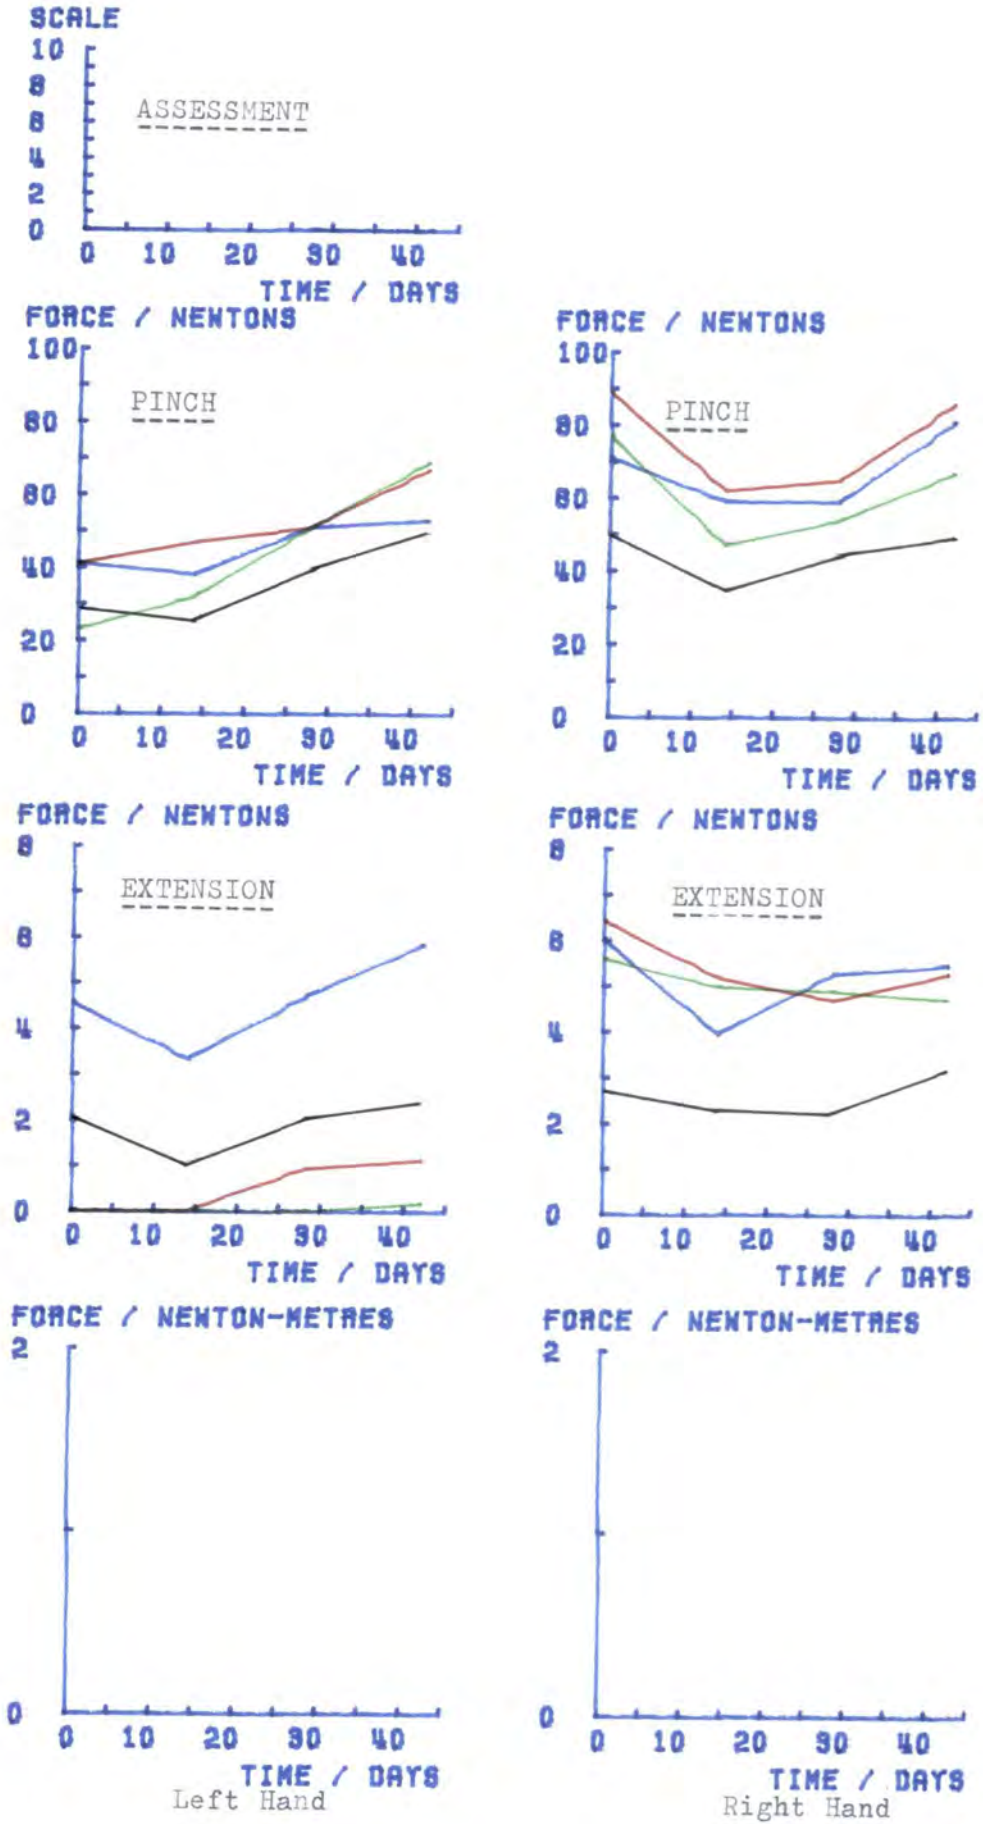 SCALE
10
8
6
4
2
0
ASSESSMENT
0 10 20 30 40
TIME / DAYS
FORCE / NEWTONS
100
80
60
40
20
0
PINCH
0 10 20 30 40
TIME / DAYS
FORCE / NEWTONS
100
80
60
40
20
0
PINCH
0 10 20 30 40
TIME / DAYS
FORCE / NEWTONS
8
6
4
2
0
EXTENSION
0 10 20 30 40
TIME / DAYS
FORCE / NEWTONS
8
6
4
2
0
EXTENSION
0 10 20 30 40
TIME / DAYS
FORCE / NEWTON-METRES
2
0
0 10 20 30 40
TIME / DAYS
Left Hand
FORCE / NEWTON-METRES
2
0
0 10 20 30 40
TIME / DAYS
Right Hand